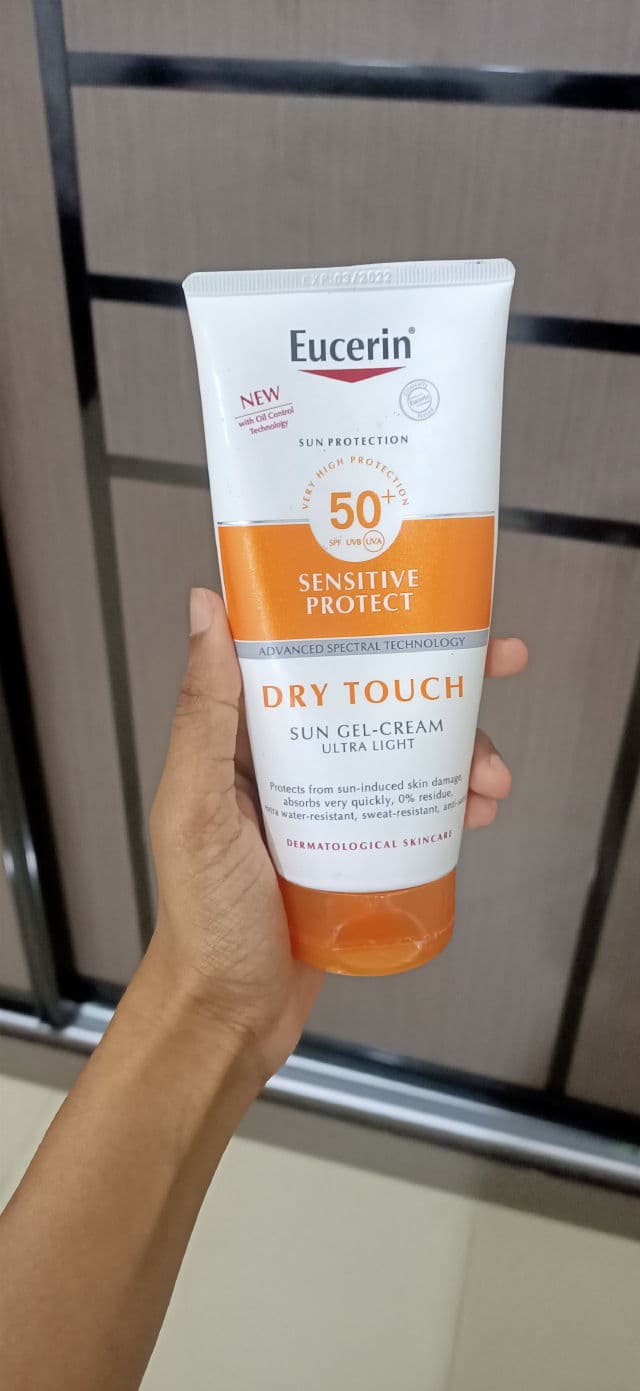 EXP:03/2022
Eucerin®
NEW
with Oil Control
Technology
Eucerin
SUN PROTECTION
VERY HIGH PROTECTION
50+
SPF UVB UVA
SENSITIVE
PROTECT
ADVANCED SPECTRAL TECHNOLOGY
DRY TOUCH
SUN GEL-CREAM
ULTRA LIGHT
Protects from sun-induced skin damage,
absorbs very quickly, 0% residue,
water-resistant, sweat-resistant,
DERMATOLOGICAL SKINCARE